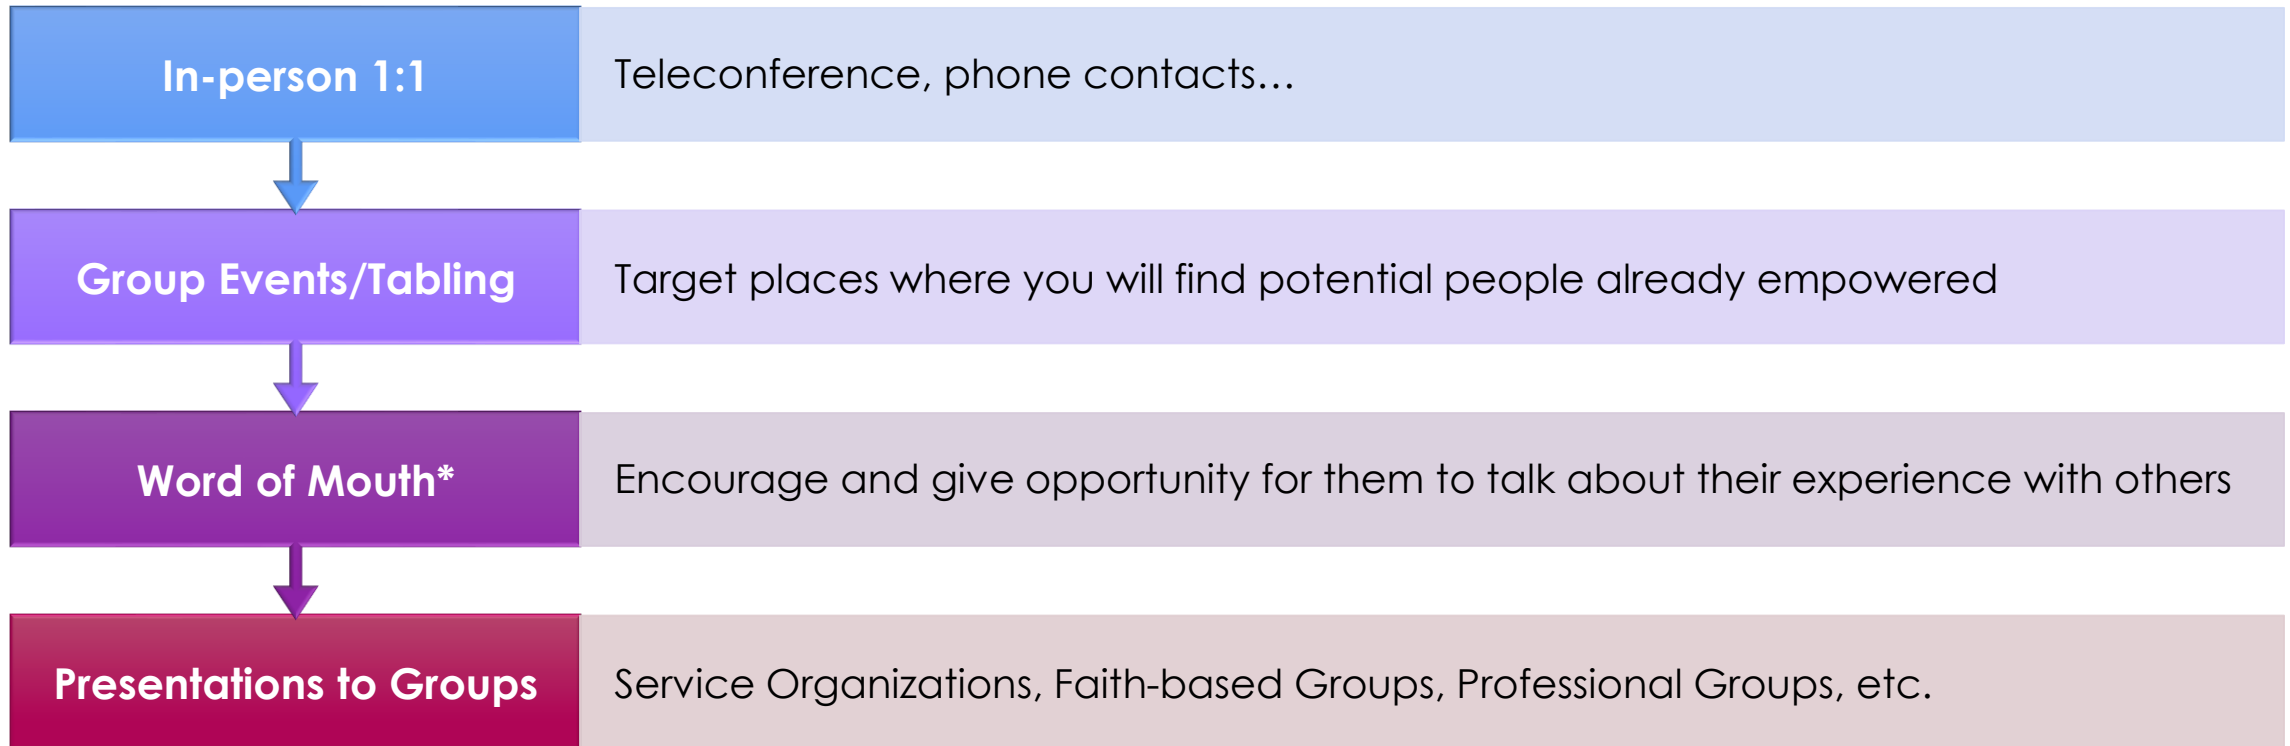 In-person 1:1
Teleconference, phone contacts…
Group Events/Tabling
Target places where you will find potential people already empowered
Word of Mouth*
Encourage and give opportunity for them to talk about their experience with others
Presentations to Groups
Service Organizations, Faith-based Groups, Professional Groups, etc.